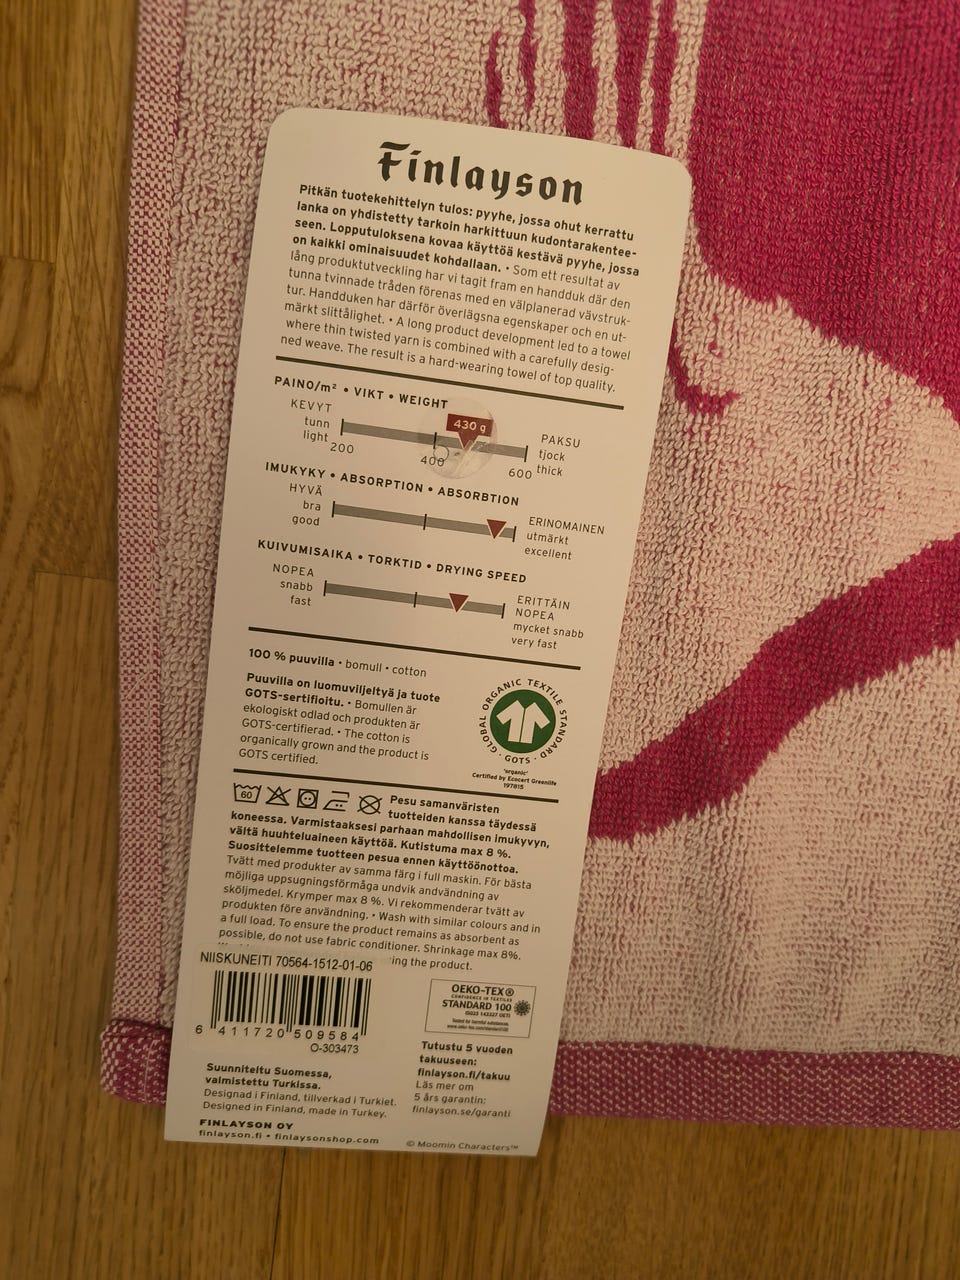 Finlayson
Pitkän tuotekehittelyn tulos: pyyhe, jossa ohut kerrattu
lanka on yhdistetty tarkoin harkittuun kudontarakentee-
seen. Lopputuloksena kovaa käyttöä kestävä pyyhe, jossa
on kaikki ominaisuudet kohdallaan. • Som ett resultat av
lång produktutveckling har vi tagit fram en handduk där den
tunna tvinnade tråden förenas med en välplanerad vävstruk-
tur. Handduken har därför överlägsna egenskaper och en ut-
märkt slittålighet. • A long product development led to a towel
where thin twisted yarn is combined with a carefully desig-
ned weave. The result is a hard-wearing towel of top quality.
PAINO/m² • VIKT • WEIGHT
KEVYT
tunn
light
200
400
430 g
600
PAKSU
tjock
thick
IMUKYKY • ABSORPTION • ABSORBTION
HYVÄ
bra
good
ERINOMAINEN
utmärkt
excellent
KUIVUMISAIKA • TORKTID • DRYING SPEED
NOPEA
snabb
fast
ERITTÄIN
NOPEA
mycket snabb
very fast
100 % puuvilla • bomull • cotton
Puuvilla on luomuviljeltyä ja tuote
GOTS-sertifioitu. • Bomullen är
ekologiskt odlad och produkten är
GOTS-certifierad. • The cotton is
organically grown and the product is
GOTS certified.
GLOBAL ORGANIC TEXTILE STANDARD · GOTS ·
'organic'
Certified by Ecocert Greenlife
197815
60
Pesu samanväristen
tuotteiden kanssa täydessä
koneessa. Varmistaaksesi parhaan mahdollisen imukyvyn,
vältä huuhteluaineen käyttöä. Kutistuma max 8 %.
Suosittelemme tuotteen pesua ennen käyttöönottoa.
Tvätt med produkter av samma färg i full maskin. För bästa
möjliga uppsugningsförmåga undvik andvändning av
sköljmedel. Krymper max 8 %. Vi rekommenderar tvätt av
produkten före användning. • Wash with similar colours and in
a full load. To ensure the product remains as absorbent as
possible, do not use fabric conditioner. Shrinkage max 8%.
ing the product.
NIISKUNEITI 70564-1512-01-06
6 411720 509584
O-303473
OEKO-TEX®
CONFIDENCE IN TEXTILES
STANDARD 100
Tested for harmful substances.
www.oeko-tex.com/standard100
Tutustu 5 vuoden
takuuseen:
finlayson.fi/takuu
Läs mer om
5 års garantin:
finlayson.se/garanti
Suunniteltu Suomessa,
valmistettu Turkissa.
Designad i Finland, tillverkad i Turkiet.
Designed in Finland, made in Turkey.
FINLAYSON OY
finlayson.fi • finlaysonshop.com
© Moomin Characters™